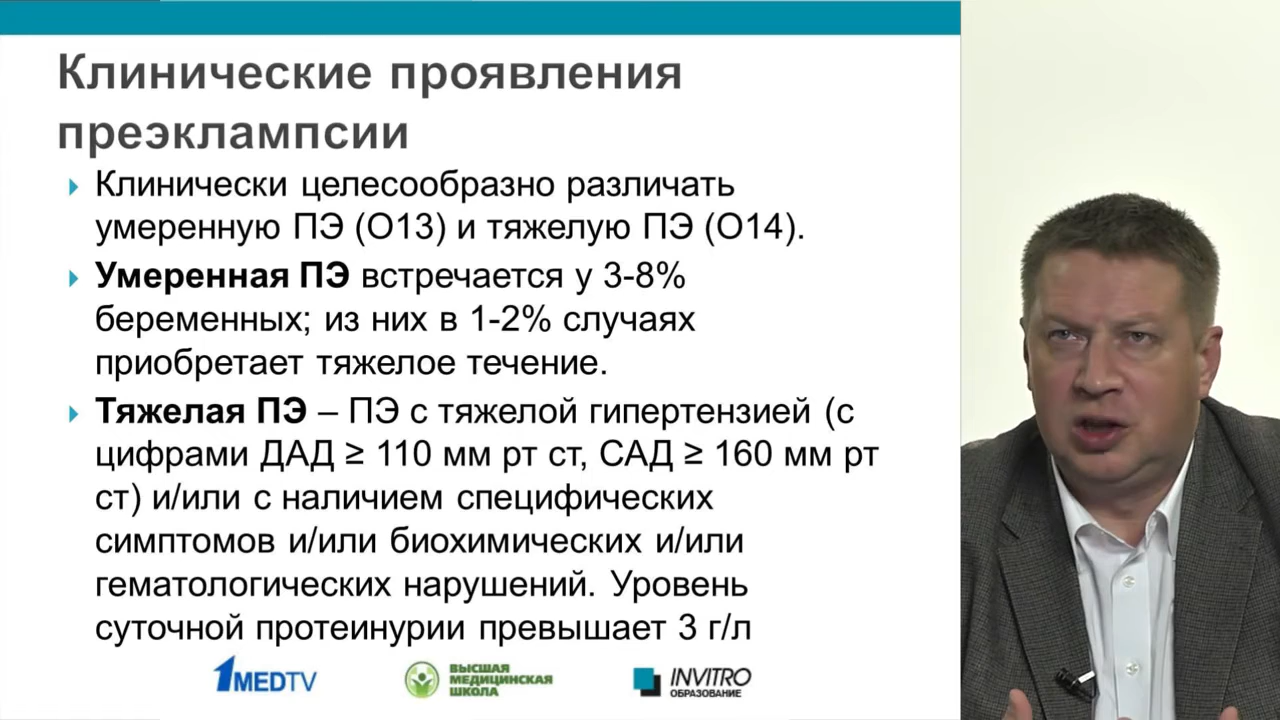 Клинические проявления
преэклампсии
Клинически целесообразно различать
умеренную ПЭ (О13) и тяжелую ПЭ (О14).
Умеренная ПЭ встречается у 3-8%
беременных; из них в 1-2% случаях
приобретает тяжелое течение.
Тяжелая ПЭ – ПЭ с тяжелой гипертензией (с
цифрами ДАД ≥ 110 мм рт ст, САД ≥ 160 мм рт
ст) и/или с наличием специфических
симптомов и/или биохимических и/или
гематологических нарушений. Уровень
суточной протеинурии превышает 3 г/л
1MEDTV
ВЫСШАЯ
МЕДИЦИНСКАЯ
ШКОЛА
INVITRO
ОБРАЗОВАНИЕ